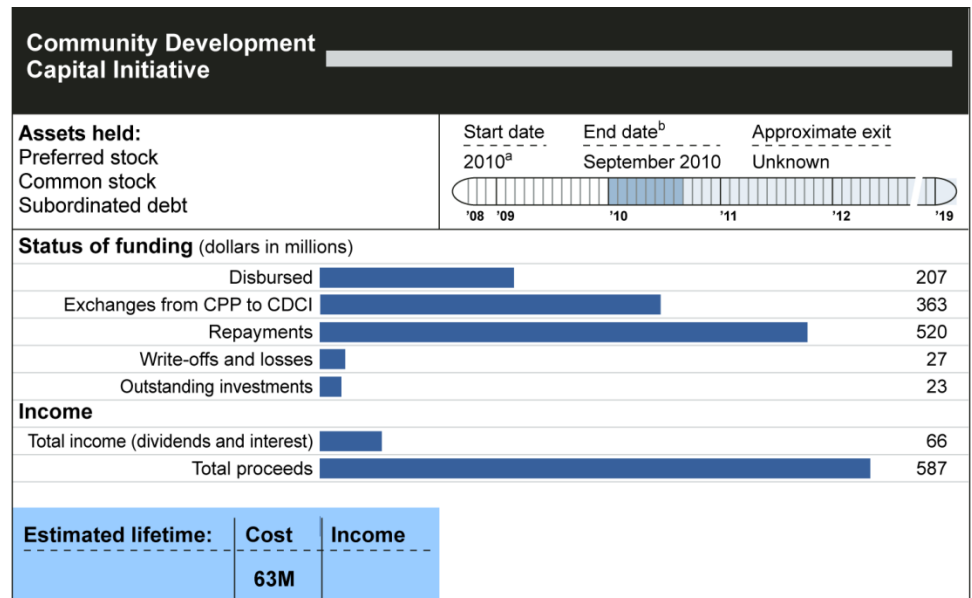 Community Development
Capital Initiative
Assets held:
Preferred stock
Common stock
Subordinated debt
Start date End dateb Approximate exit
2010a September 2010 Unknown
'08 '09 '10 '11 '12 '19
Status of funding (dollars in millions)
Disbursed 207
Exchanges from CPP to CDCI 363
Repayments 520
Write-offs and losses 27
Outstanding investments 23
Income
Total income (dividends and interest) 66
Total proceeds 587
Estimated lifetime: Cost Income
63M